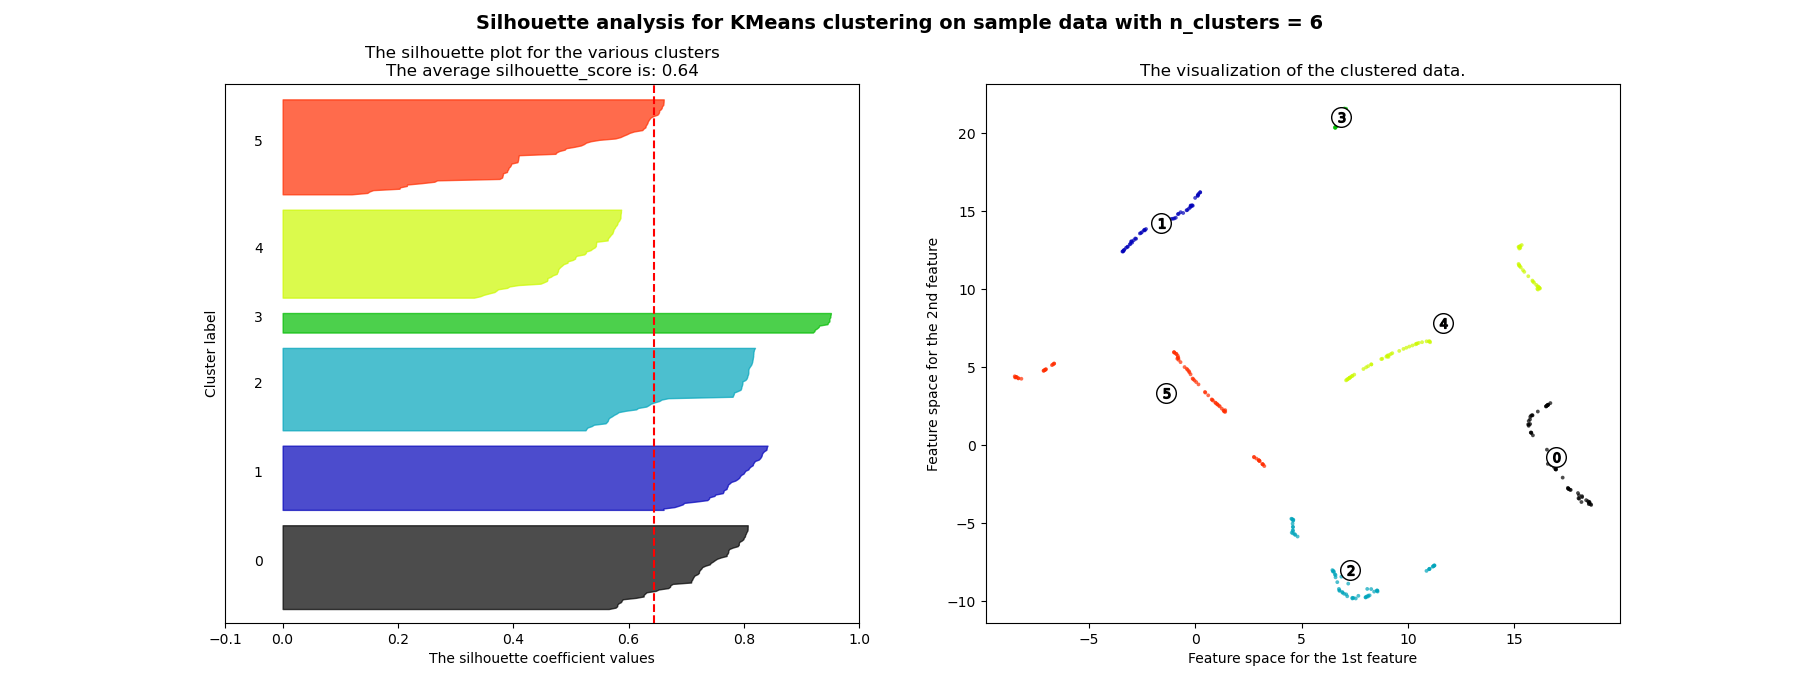 Silhouette analysis for KMeans clustering on sample data with n_clusters = 6
The silhouette plot for the various clusters
The average silhouette_score is: 0.64
5
4
3
2
1
0
Cluster label
−0.1 0.0 0.2 0.4 0.6 0.8 1.0
The silhouette coefficient values
The visualization of the clustered data.
20
15
10
5
0
−5
−10
Feature space for the 2nd feature
3
1
4
5
0
2
−5 0 5 10 15
Feature space for the 1st feature